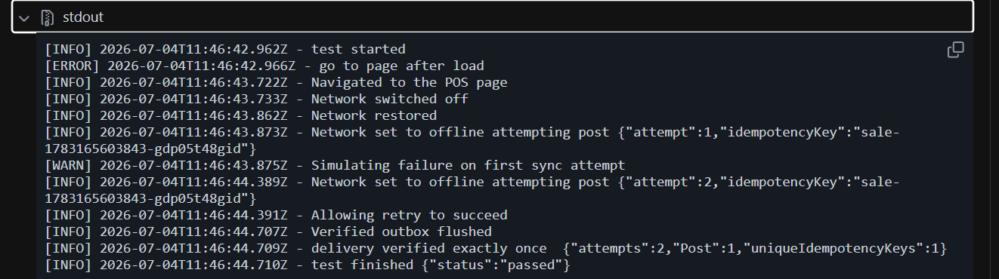 stdout
[INFO] 2026-07-04T11:46:42.962Z - test started
[ERROR] 2026-07-04T11:46:42.966Z - go to page after load
[INFO] 2026-07-04T11:46:43.722Z - Navigated to the POS page
[INFO] 2026-07-04T11:46:43.733Z - Network switched off
[INFO] 2026-07-04T11:46:43.862Z - Network restored
[INFO] 2026-07-04T11:46:43.873Z - Network set to offline attempting post {"attempt":1,"idempotencyKey":"sale-
1783165603843-gdp05t48gid"}
[WARN] 2026-07-04T11:46:43.875Z - Simulating failure on first sync attempt
[INFO] 2026-07-04T11:46:44.389Z - Network set to offline attempting post {"attempt":2,"idempotencyKey":"sale-
1783165603843-gdp05t48gid"}
[INFO] 2026-07-04T11:46:44.391Z - Allowing retry to succeed
[INFO] 2026-07-04T11:46:44.707Z - Verified outbox flushed
[INFO] 2026-07-04T11:46:44.709Z - delivery verified exactly once  {"attempts":2,"Post":1,"uniqueIdempotencyKeys":1}
[INFO] 2026-07-04T11:46:44.710Z - test finished {"status":"passed"}